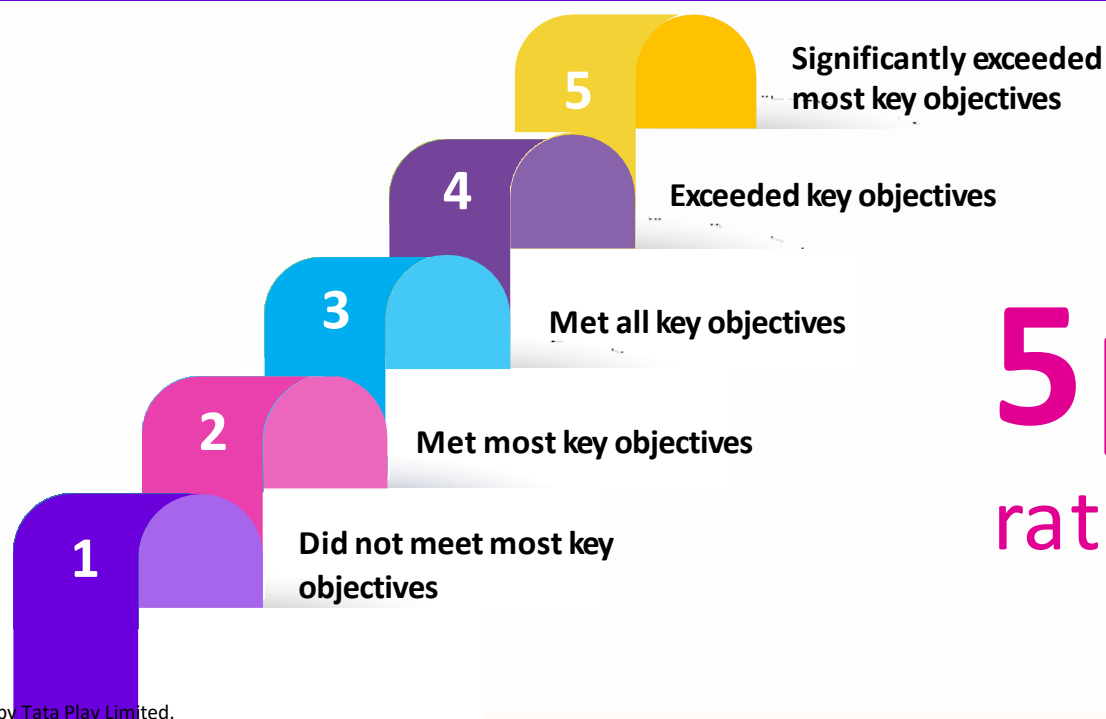 5
Significantly exceeded
most key objectives
4
Exceeded key objectives
3
Met all key objectives
5
2
Met most key objectives
rat
1
Did not meet most key
objectives
by Tata Play Limited.